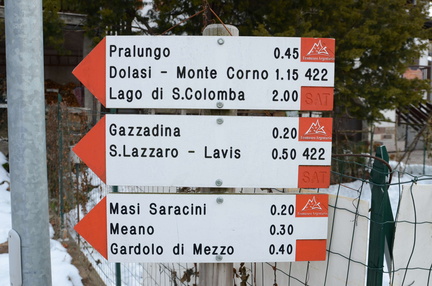 Pralungo 0.45
Dolasi - Monte Corno 1.15 422
Lago di S.Colomba 2.00 SAT
Gazzadina 0.20
S.Lazzaro - Lavis 0.50 422
SAT
Masi Saracini 0.20
Meano 0.30
Gardolo di Mezzo 0.40